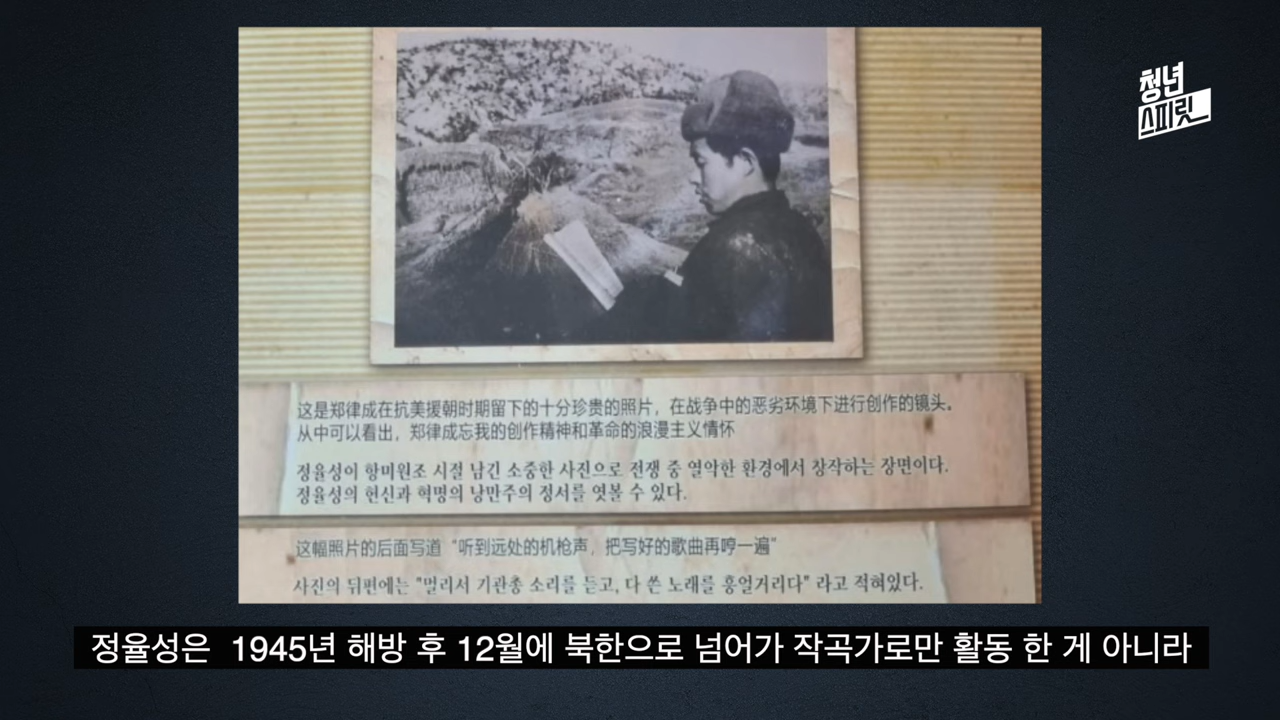 청년
스피릿
这是郑律成在抗美援朝时期留下的十分珍贵的照片，在战争中的恶劣环境下进行创作的镜头。
从中可以看出，郑律成忘我的创作精神和革命的浪漫主义情怀
정율성이 항미원조 시절 남긴 소중한 사진으로 전쟁 중 열악한 환경에서 창작하는 장면이다.
정율성의 헌신과 혁명의 낭만주의 정서를 엿볼 수 있다.
这幅照片的后面写道 “听到远处的机枪声，把写好的歌曲再哼一遍”
사진의 뒤편에는 "멀리서 기관총 소리를 듣고, 다 쓴 노래를 흥얼거리다" 라고 적혀있다.
정율성은 1945년 해방 후 12월에 북한으로 넘어가 작곡가로만 활동 한 게 아니라